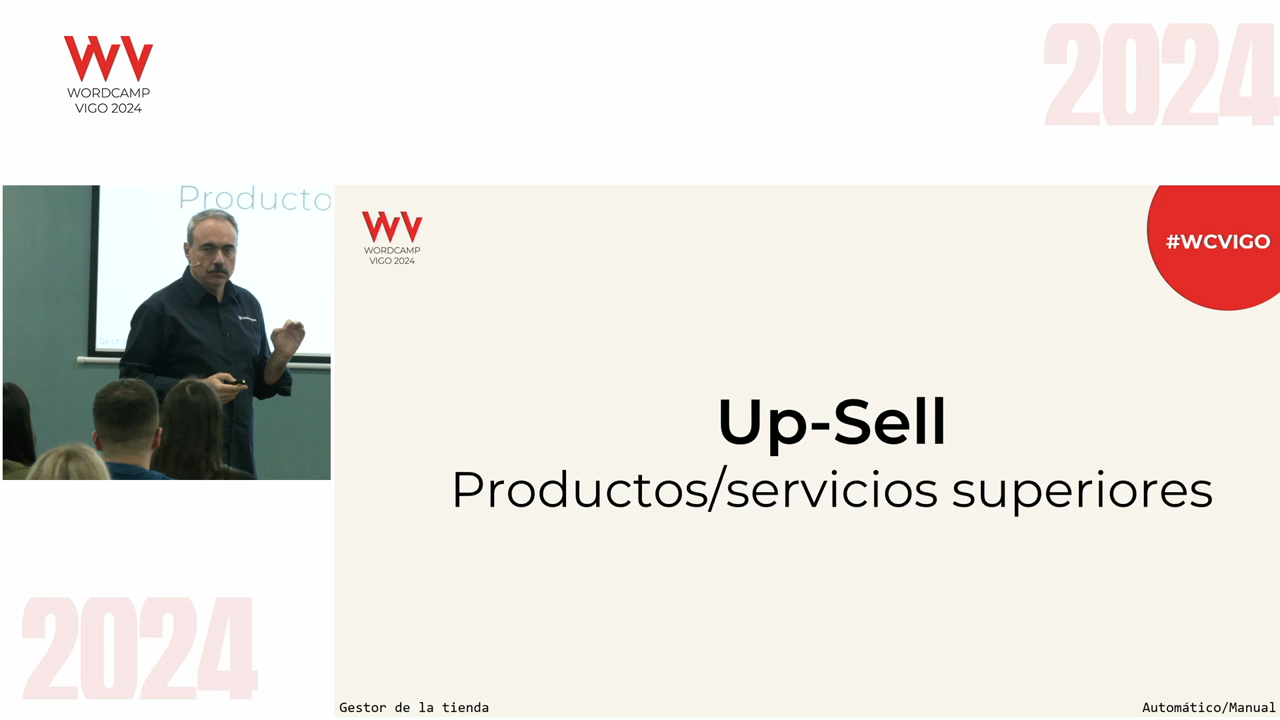 WORDCAMP
VIGO 2024
2024
Producto
WORDCAMP
VIGO 2024
#WCVIGO
Up-Sell
Productos/servicios superiores
2024
Gestor de la tienda
Automático/Manual